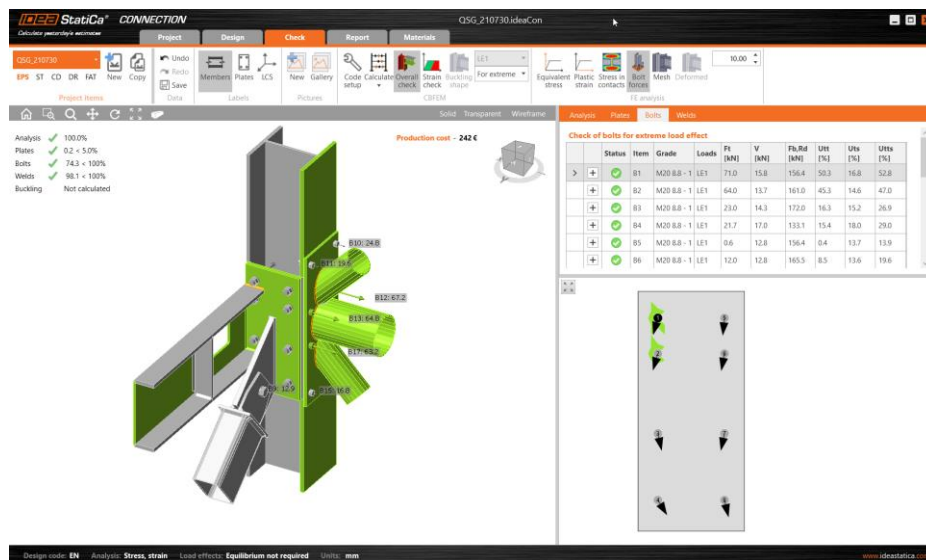 IDEA StatiCa® CONNECTION
Calculate yesterday's estimates
QSG_210730.ideaCon
Project Design Check Report Materials
QSG_210730
EPS ST CD DR FAT
New Copy
Project Items
Undo
Redo
Save
Data
Members Plates LCS
Labels
New Gallery
Pictures
Code setup
Calculate
Overall check
Strain check
Buckling shape
LE1
For extreme
CBFEM
Equivalent stress
Plastic strain
Stress in contacts
Bolt forces
Mesh
Deformed
10.00
FE analysis
Solid Transparent Wireframe
Analysis 100.0%
Plates 0.2 < 5.0%
Bolts 74.3 < 100%
Welds 98.1 < 100%
Buckling Not calculated
Production cost - 242 €
B10: 24.8
B11: 19.6
B12: 67.2
B13: 64.8
B9: 12.9
Analysis Plates Bolts Welds
Check of bolts for extreme load effect
Status Item Grade Loads Ft [kN] V [kN] Fb,Rd [kN] Utt [%] Uts [%] Utts [%]
> + B1 M20 8.8 - 1 LE1 71.0 15.8 156.4 50.3 16.8 52.8
+ B2 M20 8.8 - 1 LE1 64.0 13.7 161.0 45.3 14.6 47.0
+ B3 M20 8.8 - 1 LE1 23.0 14.3 172.0 16.3 15.2 26.9
+ B4 M20 8.8 - 1 LE1 21.7 17.0 133.1 15.4 18.0 29.0
+ B5 M20 8.8 - 1 LE1 0.6 12.8 156.4 0.4 13.7 13.9
+ B6 M20 8.8 - 1 LE1 12.0 12.8 165.5 8.5 13.6 19.6
1
2
Design code: EN Analysis: Stress, strain Load effects: Equilibrium not required Units: mm
www.ideastatica.com